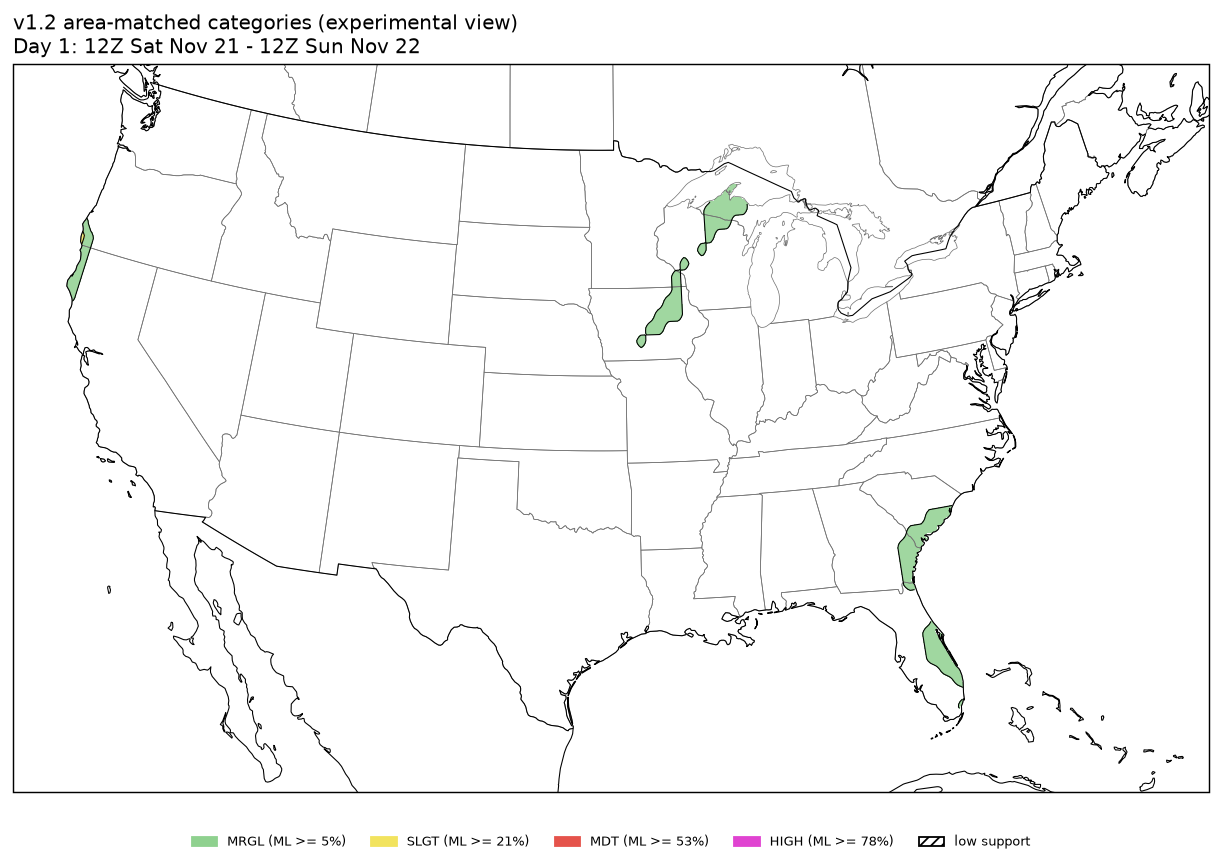 v1.2 area-matched categories (experimental view)
Day 1: 12Z Sat Nov 21 - 12Z Sun Nov 22
MRGL (ML >= 5%) SLGT (ML >= 21%) MDT (ML >= 53%) HIGH (ML >= 78%) low support